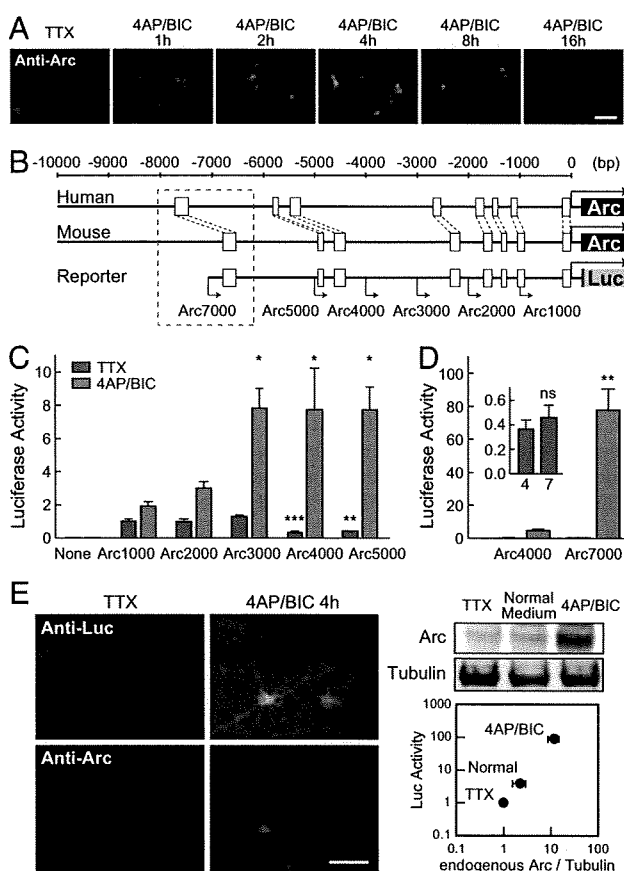 A
TTX
4AP/BIC 1h
4AP/BIC 2h
4AP/BIC 4h
4AP/BIC 8h
4AP/BIC 16h
Anti-Arc
B
-10000 -9000 -8000 -7000 -6000 -5000 -4000 -3000 -2000 -1000 0 (bp)
Human
Arc
Mouse
Arc
Reporter
Luc
Arc7000 Arc5000 Arc4000 Arc3000 Arc2000 Arc1000
C
Luciferase Activity
10
8
6
4
2
0
TTX
4AP/BIC
* * *
*** **
None Arc1000 Arc2000 Arc3000 Arc4000 Arc5000
D
Luciferase Activity
100
80
60
40
20
0
0.6
0.4
0.2
0.0
ns
4 7
**
Arc4000 Arc7000
E
TTX
4AP/BIC 4h
Anti-Luc
Anti-Arc
TTX
Normal Medium
4AP/BIC
Arc
Tubulin
Luc Activity
1000
100
10
1
0.1
4AP/BIC
Normal
TTX
0.1 1 10 100
endogenous Arc / Tubulin